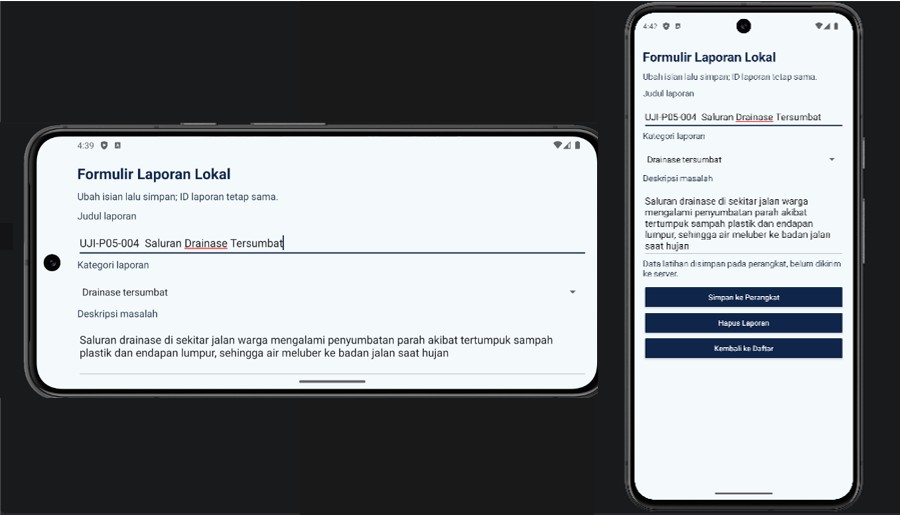 4:39
Formulir Laporan Lokal
Ubah isian lalu simpan; ID laporan tetap sama.
Judul laporan
UJI-P05-004 Saluran Drainase Tersumbat
Kategori laporan
Drainase tersumbat
Deskripsi masalah
Saluran drainase di sekitar jalan warga mengalami penyumbatan parah akibat tertumpuk sampah
plastik dan endapan lumpur, sehingga air meluber ke badan jalan saat hujan
4:47
Formulir Laporan Lokal
Ubah isian lalu simpan; ID laporan tetap sama.
Judul laporan
UJI-P05-004 Saluran Drainase Tersumbat
Kategori laporan
Drainase tersumbat
Deskripsi masalah
Saluran drainase di sekitar jalan warga
mengalami penyumbatan parah akibat
tertumpuk sampah plastik dan endapan
lumpur, sehingga air meluber ke badan jalan
saat hujan
Data latihan disimpan pada perangkat, belum dikirim
ke server.
Simpan ke Perangkat
Hapus Laporan
Kembali ke Daftar